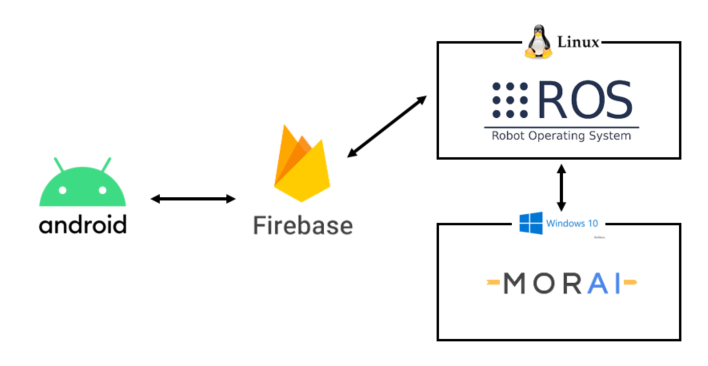 Linux
ROS
Robot Operating System
android
Firebase
Windows 10
MORAI